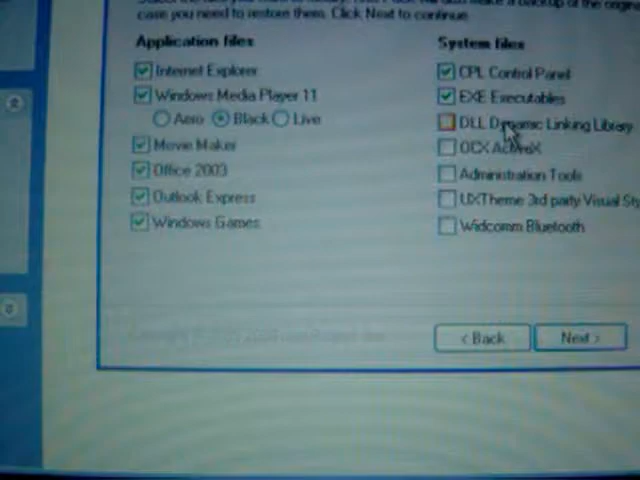 case you need to restore them. Click Next to continue.
Application files
Internet Explorer
Windows Media Player 11
Aero Black Live
Movie Maker
Office 2003
Outlook Express
Windows Games
System files
CPL Control Panel
EXE Executables
DLL Dynamic Linking Library
OCX ActiveX
Administration Tools
UXTheme 3rd party Visual Sty
Widcomm Bluetooth
< Back Next >